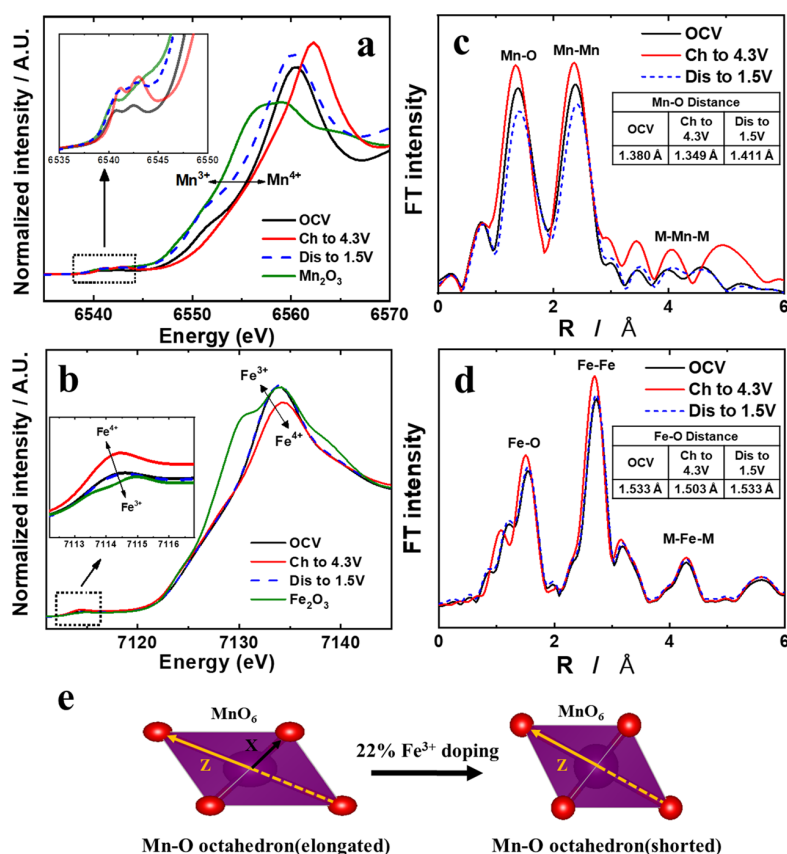 a
Normalized intensity / A.U.
6535 6540 6545 6550
Mn3+ Mn4+
OCV
Ch to 4.3V
Dis to 1.5V
Mn2O3
6540 6550 6560 6570
Energy (eV)
c
FT intensity
Mn-O Mn-Mn
OCV
Ch to 4.3V
Dis to 1.5V
Mn-O Distance
OCV Ch to 4.3V Dis to 1.5V
1.380 Å 1.349 Å 1.411 Å
M-Mn-M
0 2 4 6
R / Å
b
Normalized intensity / A.U.
Fe3+
Fe4+
Fe4+
Fe3+
7113 7114 7115 7116
OCV
Ch to 4.3V
Dis to 1.5V
Fe2O3
7120 7130 7140
Energy (eV)
d
FT intensity
Fe-Fe
Fe-O
OCV
Ch to 4.3V
Dis to 1.5V
Fe-O Distance
OCV Ch to 4.3V Dis to 1.5V
1.533 Å 1.503 Å 1.533 Å
M-Fe-M
0 2 4 6
R / Å
e
MnO6
X
Z
22% Fe3+ doping
MnO6
Z
Mn-O octahedron(elongated)
Mn-O octahedron(shorted)